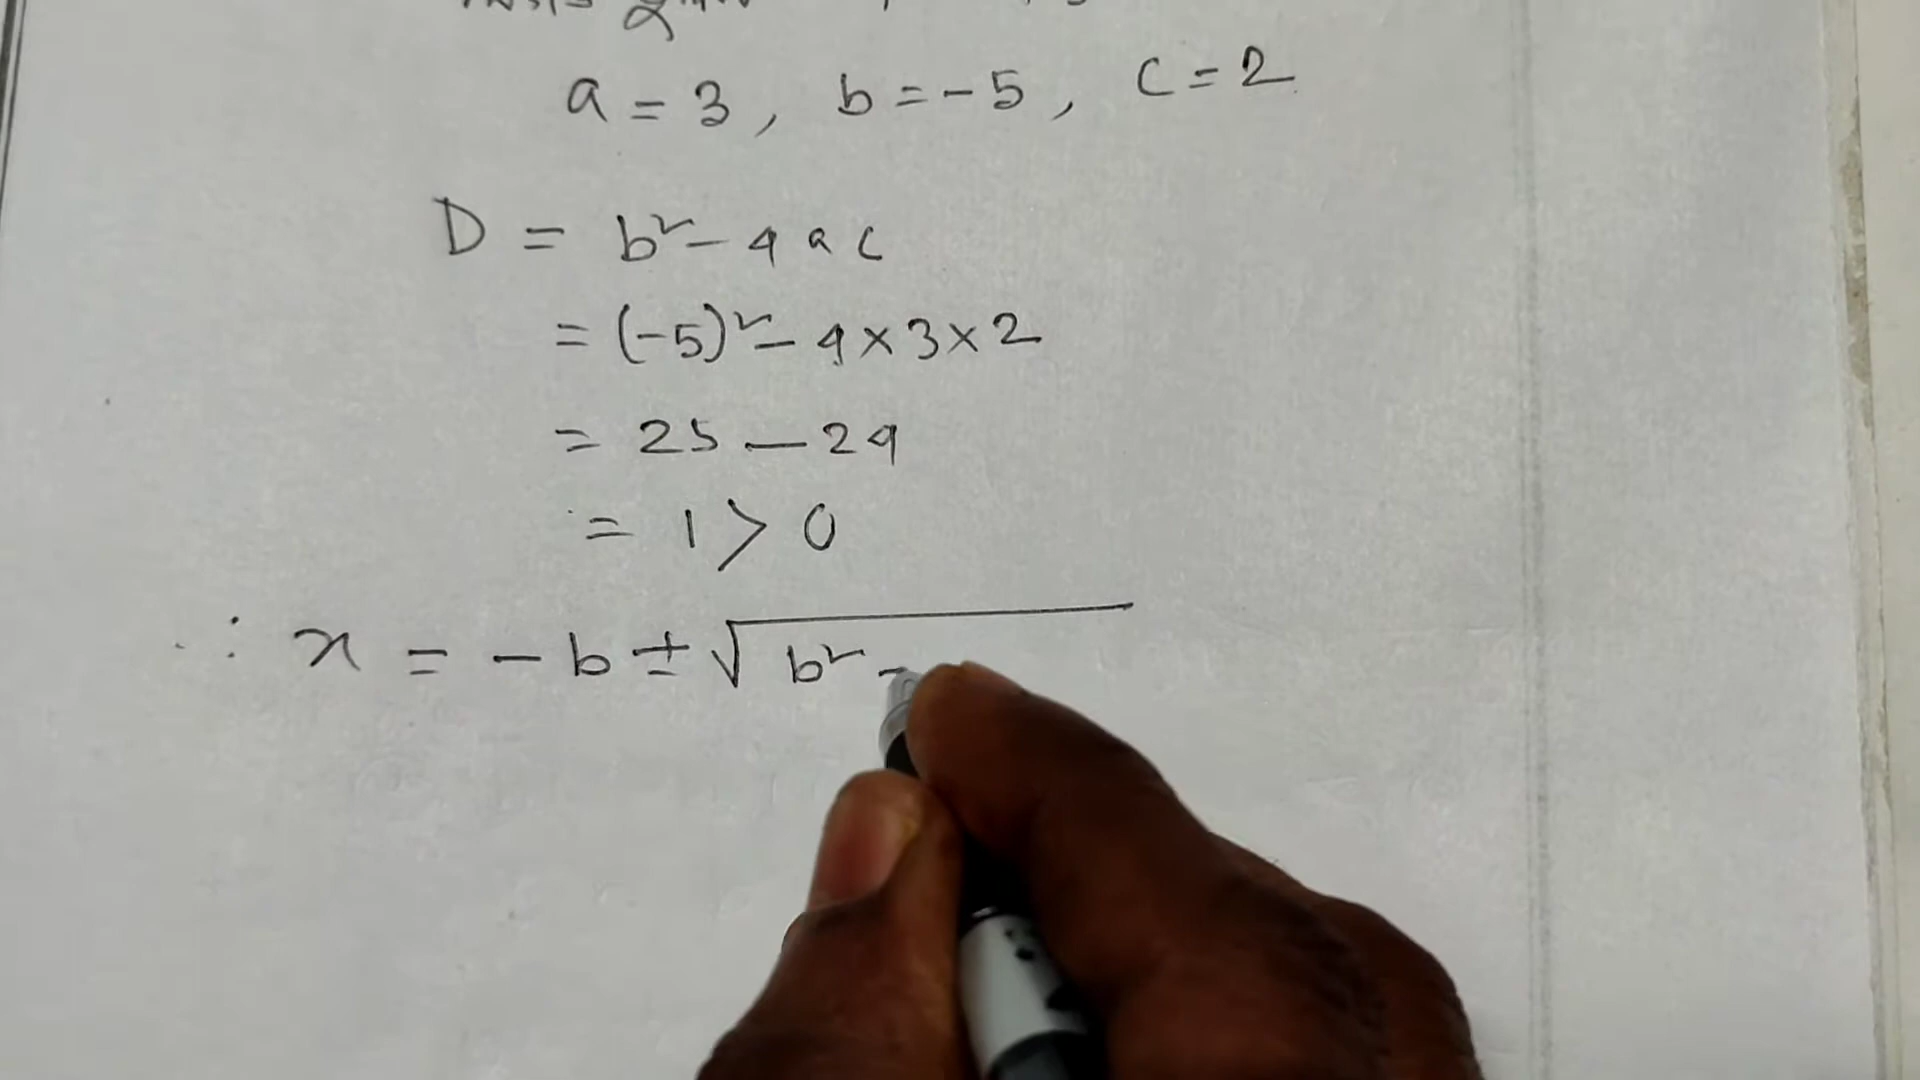 a = 3, b = -5, c = 2
D = b² - 4ac
= (-5)² - 4×3×2
= 25 - 24
= 1 > 0
∴ x = -b ± √b² -